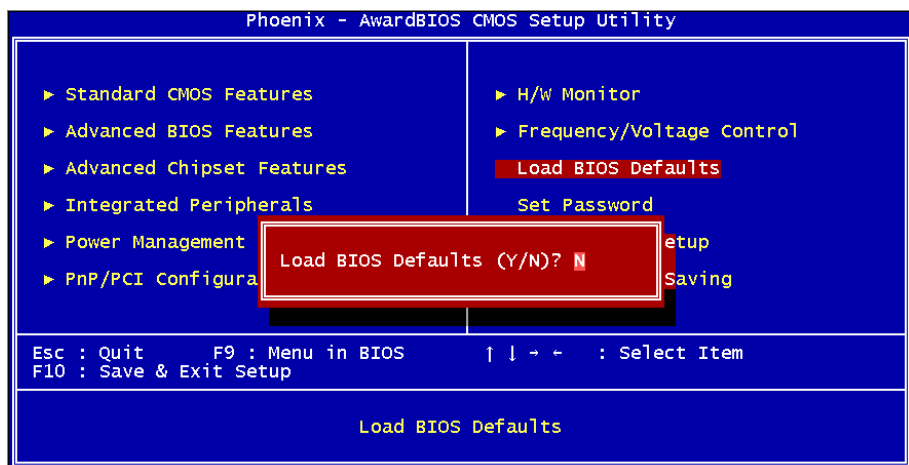 Phoenix - AwardBIOS CMOS Setup Utility
► Standard CMOS Features
► Advanced BIOS Features
► Advanced Chipset Features
► Integrated Peripherals
► Power Management
► PnP/PCI Configura
► H/W Monitor
► Frequency/Voltage Control
Load BIOS Defaults
Set Password
etup
Saving
Load BIOS Defaults (Y/N)? N
Esc : Quit F9 : Menu in BIOS ↑ ↓ → ← : Select Item
F10 : Save & Exit Setup
Load BIOS Defaults